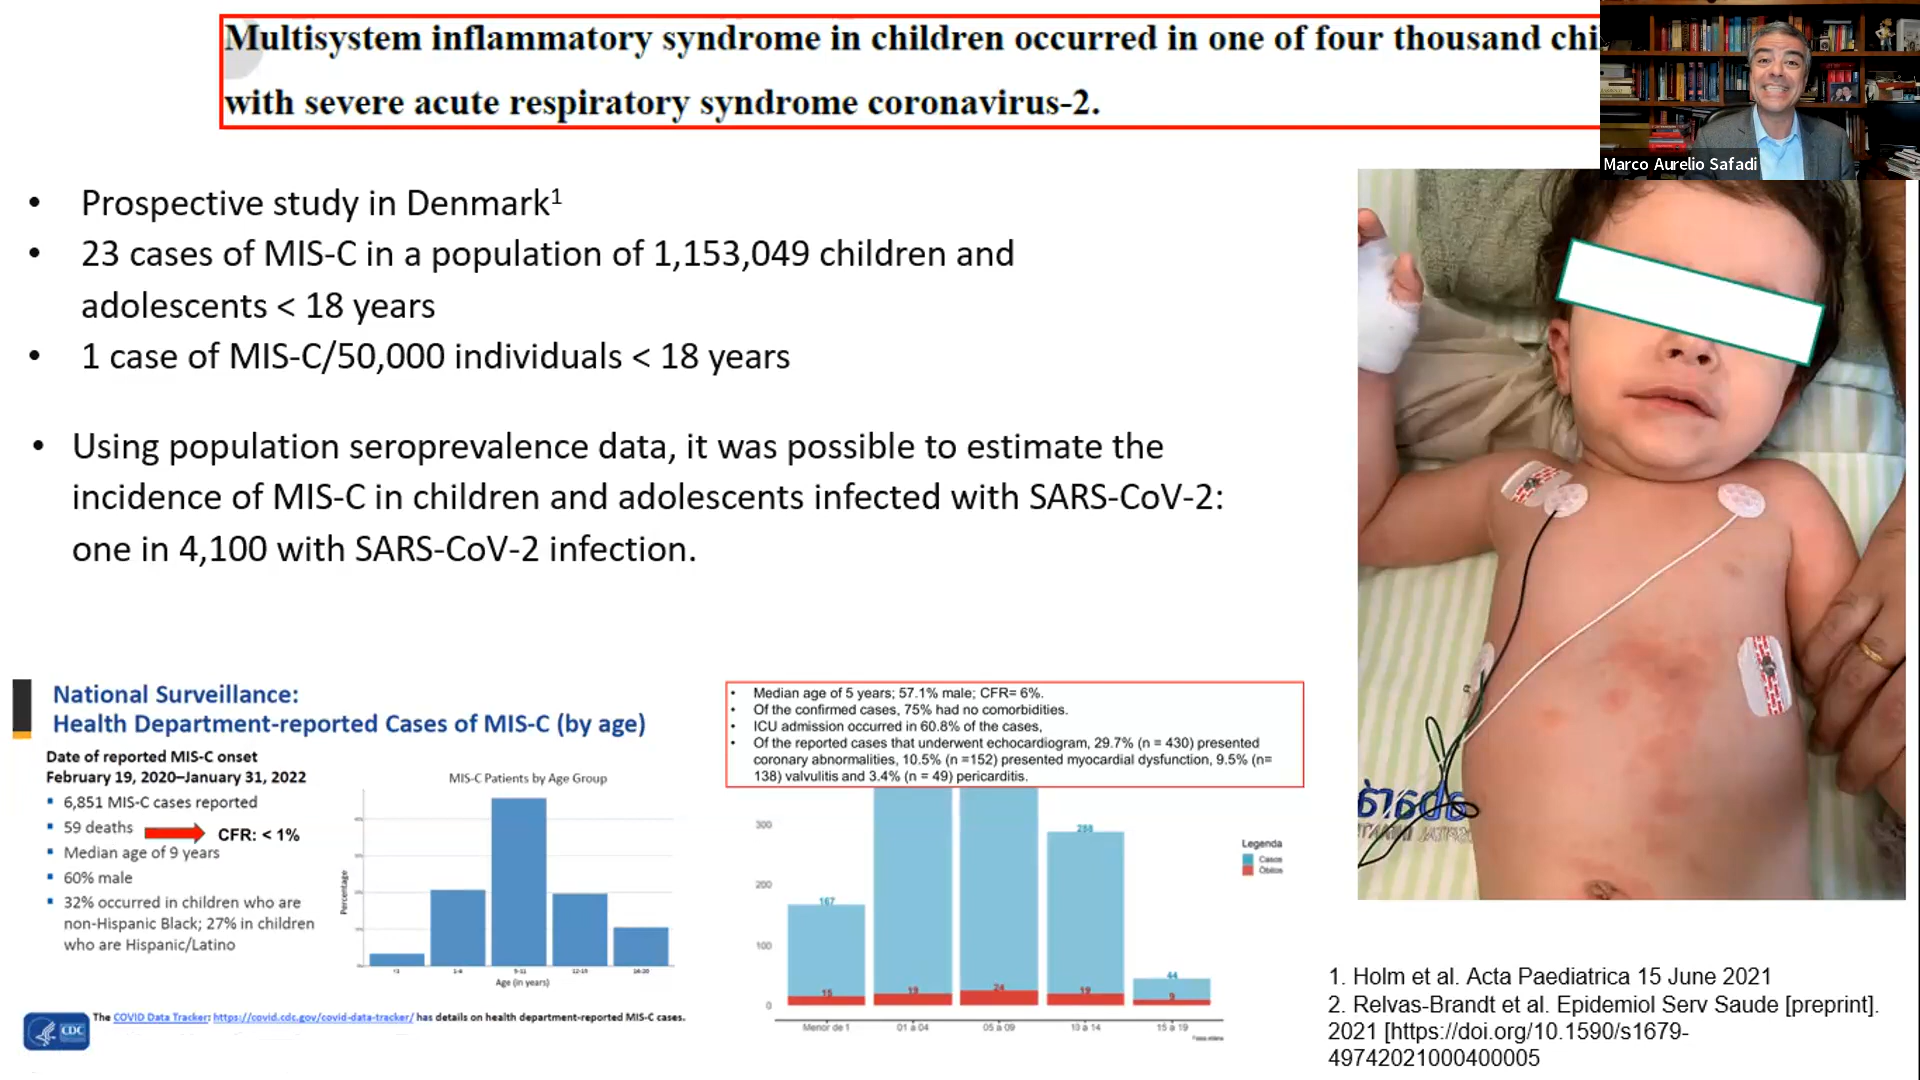 Multisystem inflammatory syndrome in children occurred in one of four thousand chi
with severe acute respiratory syndrome coronavirus-2.
Marco Aurelio Safadi
• Prospective study in Denmark¹
• 23 cases of MIS-C in a population of 1,153,049 children and
adolescents < 18 years
• 1 case of MIS-C/50,000 individuals < 18 years
• Using population seroprevalence data, it was possible to estimate the
incidence of MIS-C in children and adolescents infected with SARS-CoV-2:
one in 4,100 with SARS-CoV-2 infection.
National Surveillance:
Health Department-reported Cases of MIS-C (by age)
Date of reported MIS-C onset
February 19, 2020–January 31, 2022
▪ 6,851 MIS-C cases reported
▪ 59 deaths
CFR: < 1%
▪ Median age of 9 years
▪ 60% male
▪ 32% occurred in children who are
non-Hispanic Black; 27% in children
who are Hispanic/Latino
MIS-C Patients by Age Group
Percentage
Age (in years)
CDC
The COVID Data Tracker: https://covid.cdc.gov/covid-data-tracker/ has details on health department-reported MIS-C cases.
• Median age of 5 years; 57.1% male; CFR= 6%.
• Of the confirmed cases, 75% had no comorbidities.
• ICU admission occurred in 60.8% of the cases,
• Of the reported cases that underwent echocardiogram, 29.7% (n = 430) presented
coronary abnormalities, 10.5% (n =152) presented myocardial dysfunction, 9.5% (n=
138) valvulitis and 3.4% (n = 49) pericarditis.
300
200
100
0
167
288
44
15
19
24
19
9
Menor de 1
01 a 04
05 a 09
10 a 14
15 a 19
Legenda
Casos
Óbitos
1. Holm et al. Acta Paediatrica 15 June 2021
2. Relvas-Brandt et al. Epidemiol Serv Saude [preprint].
2021 [https://doi.org/10.1590/s1679-
49742021000400005